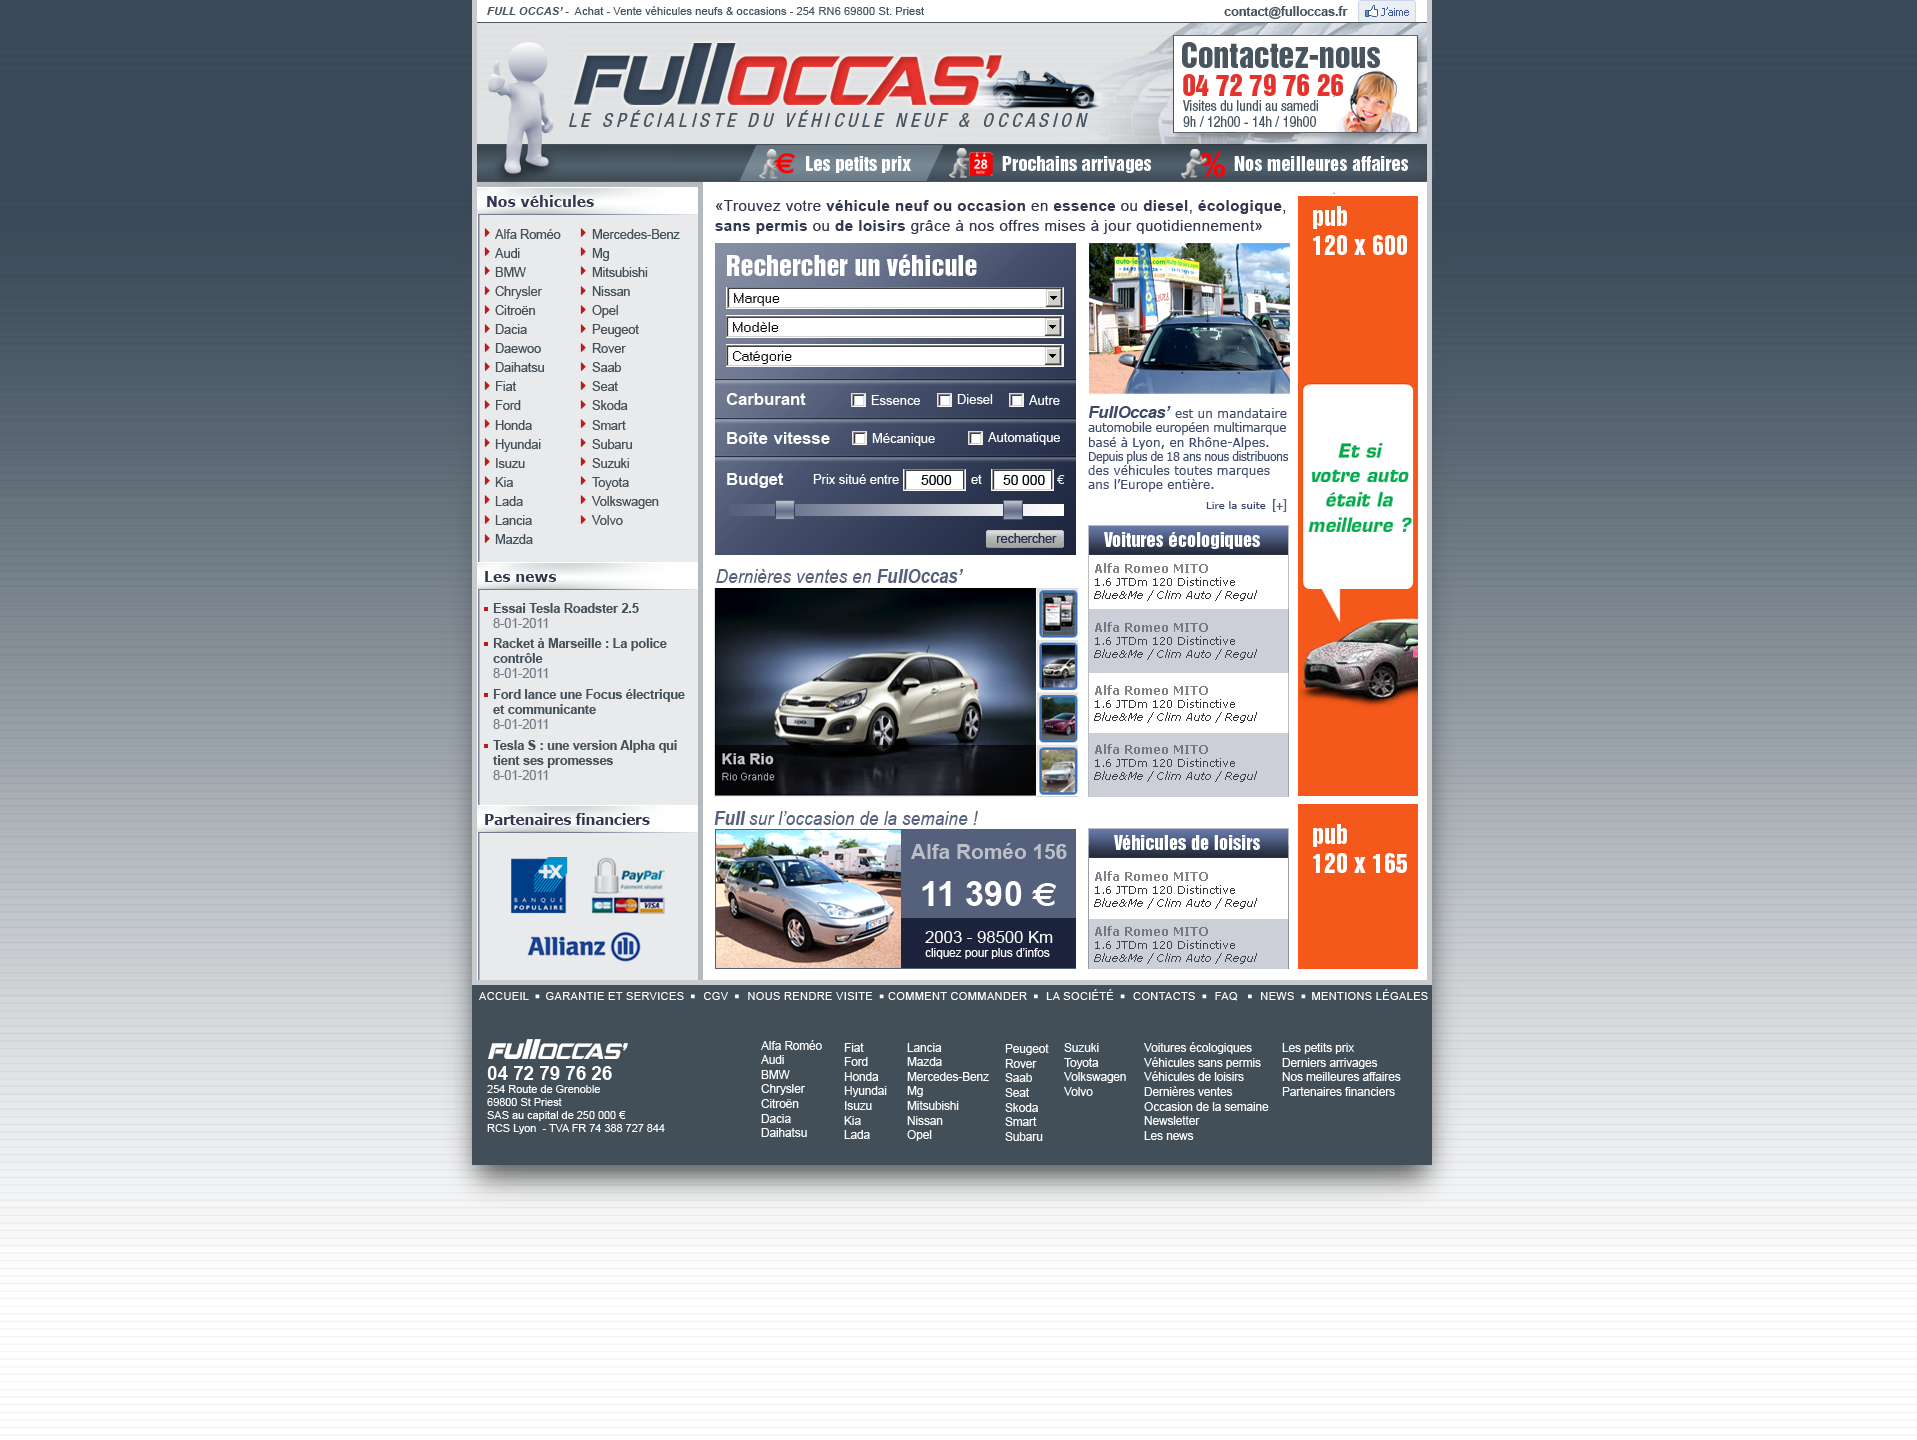 FULL OCCAS' - Achat - Vente véhicules neufs & occasions - 254 RN6 69800 St. Priest
contact@fulloccas.fr
J'aime
FullOCCAS'
LE SPÉCIALISTE DU VÉHICULE NEUF & OCCASION
Contactez-nous
04 72 79 76 26
Visites du lundi au samedi
9h / 12h00 - 14h / 19h00
€ Les petits prix
28 Prochains arrivages
% Nos meilleures affaires
Nos véhicules
Alfa Roméo
Audi
BMW
Chrysler
Citroën
Dacia
Daewoo
Daihatsu
Fiat
Ford
Honda
Hyundai
Isuzu
Kia
Lada
Lancia
Mazda
Mercedes-Benz
Mg
Mitsubishi
Nissan
Opel
Peugeot
Rover
Saab
Seat
Skoda
Smart
Subaru
Suzuki
Toyota
Volkswagen
Volvo
Les news
Essai Tesla Roadster 2.5
8-01-2011
Racket à Marseille : La police
contrôle
8-01-2011
Ford lance une Focus électrique
et communicante
8-01-2011
Tesla S : une version Alpha qui
tient ses promesses
8-01-2011
Partenaires financiers
+X
BANQUE
POPULAIRE
PayPal
Paiement sécurisé
CB
MasterCard
VISA
Allianz
«Trouvez votre véhicule neuf ou occasion en essence ou diesel, écologique,
sans permis ou de loisirs grâce à nos offres mises à jour quotidiennement»
Rechercher un véhicule
Marque
Modèle
Catégorie
Carburant Essence Diesel Autre
Boîte vitesse Mécanique Automatique
Budget Prix situé entre 5000 et 50 000 €
rechercher
FullOccas' est un mandataire
automobile européen multimarque
basé à Lyon, en Rhône-Alpes.
Depuis plus de 18 ans nous distribuons
des véhicules toutes marques
ans l'Europe entière.
Lire la suite [+]
Dernières ventes en FullOccas'
Kia Rio
Rio Grande
Voitures écologiques
Alfa Romeo MITO
1.6 JTDm 120 Distinctive
Blue&Me / Clim Auto / Regul
Alfa Romeo MITO
1.6 JTDm 120 Distinctive
Blue&Me / Clim Auto / Regul
Alfa Romeo MITO
1.6 JTDm 120 Distinctive
Blue&Me / Clim Auto / Regul
Alfa Romeo MITO
1.6 JTDm 120 Distinctive
Blue&Me / Clim Auto / Regul
Full sur l'occasion de la semaine !
Alfa Roméo 156
11 390 €
2003 - 98500 Km
cliquez pour plus d'infos
Véhicules de loisirs
Alfa Romeo MITO
1.6 JTDm 120 Distinctive
Blue&Me / Clim Auto / Regul
Alfa Romeo MITO
1.6 JTDm 120 Distinctive
Blue&Me / Clim Auto / Regul
pub
120 x 600
Et si
votre auto
était la
meilleure ?
pub
120 x 165
ACCUEIL ▪ GARANTIE ET SERVICES ▪ CGV ▪ NOUS RENDRE VISITE ▪ COMMENT COMMANDER ▪ LA SOCIÉTÉ ▪ CONTACTS ▪ FAQ ▪ NEWS ▪ MENTIONS LÉGALES
FullOCCAS'
04 72 79 76 26
254 Route de Grenoble
69800 St Priest
SAS au capital de 250 000 €
RCS Lyon - TVA FR 74 388 727 844
Alfa Roméo
Audi
BMW
Chrysler
Citroën
Dacia
Daihatsu
Fiat
Ford
Honda
Hyundai
Isuzu
Kia
Lada
Lancia
Mazda
Mercedes-Benz
Mg
Mitsubishi
Nissan
Opel
Peugeot
Rover
Saab
Seat
Skoda
Smart
Subaru
Suzuki
Toyota
Volkswagen
Volvo
Voitures écologiques
Véhicules sans permis
Véhicules de loisirs
Dernières ventes
Occasion de la semaine
Newsletter
Les news
Les petits prix
Derniers arrivages
Nos meilleures affaires
Partenaires financiers